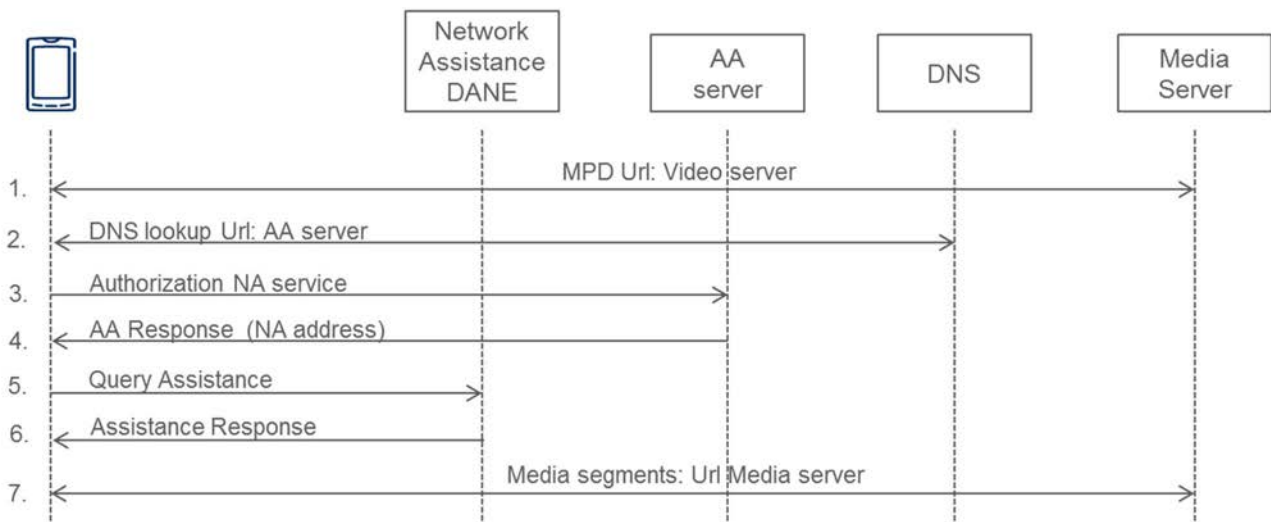 Network
Assistance
DANE
AA
server
DNS
Media
Server
1.
MPD Url: Video server
2.
DNS lookup Url: AA server
3.
Authorization NA service
4.
AA Response (NA address)
5.
Query Assistance
6.
Assistance Response
7.
Media segments: Url Media server